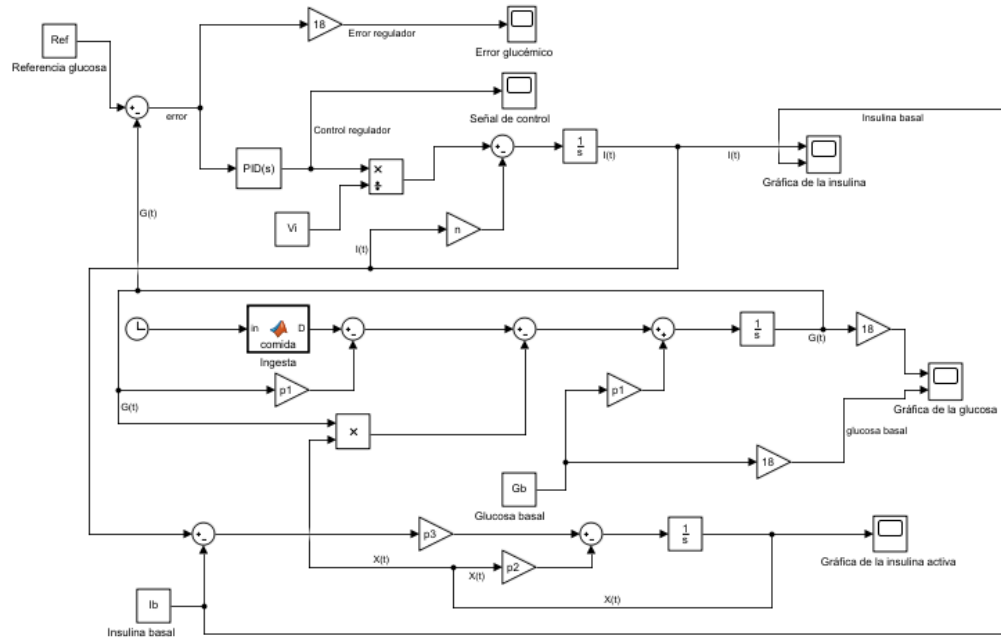 Ref
Referencia glucosa
18
Error regulador
Error glucémico
+
-
error
Control regulador
Señal de control
PID(s)
×
÷
+
-
1
s
I(t)
I(t)
Insulina basal
Gráfica de la insulina
G(t)
Vi
n
I(t)
in
D
comida
Ingesta
+
-
+
-
+
+
1
s
G(t)
18
Gráfica de la glucosa
p1
G(t)
×
p1
glucosa basal
18
Gb
Glucosa basal
+
-
p3
+
-
1
s
Gráfica de la insulina activa
X(t)
X(t)
p2
X(t)
Ib
Insulina basal